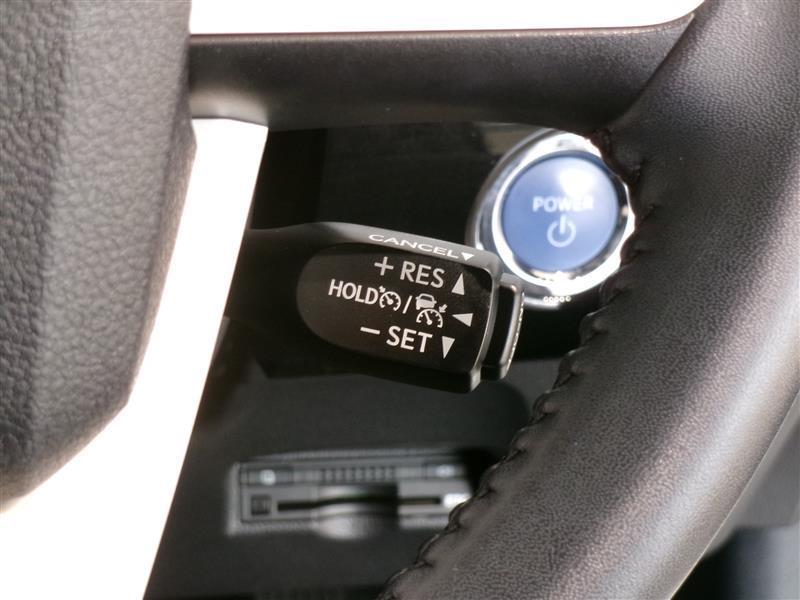 POWER
CANCEL▼
+ RES ▲
HOLD / ◀
− SET ▼